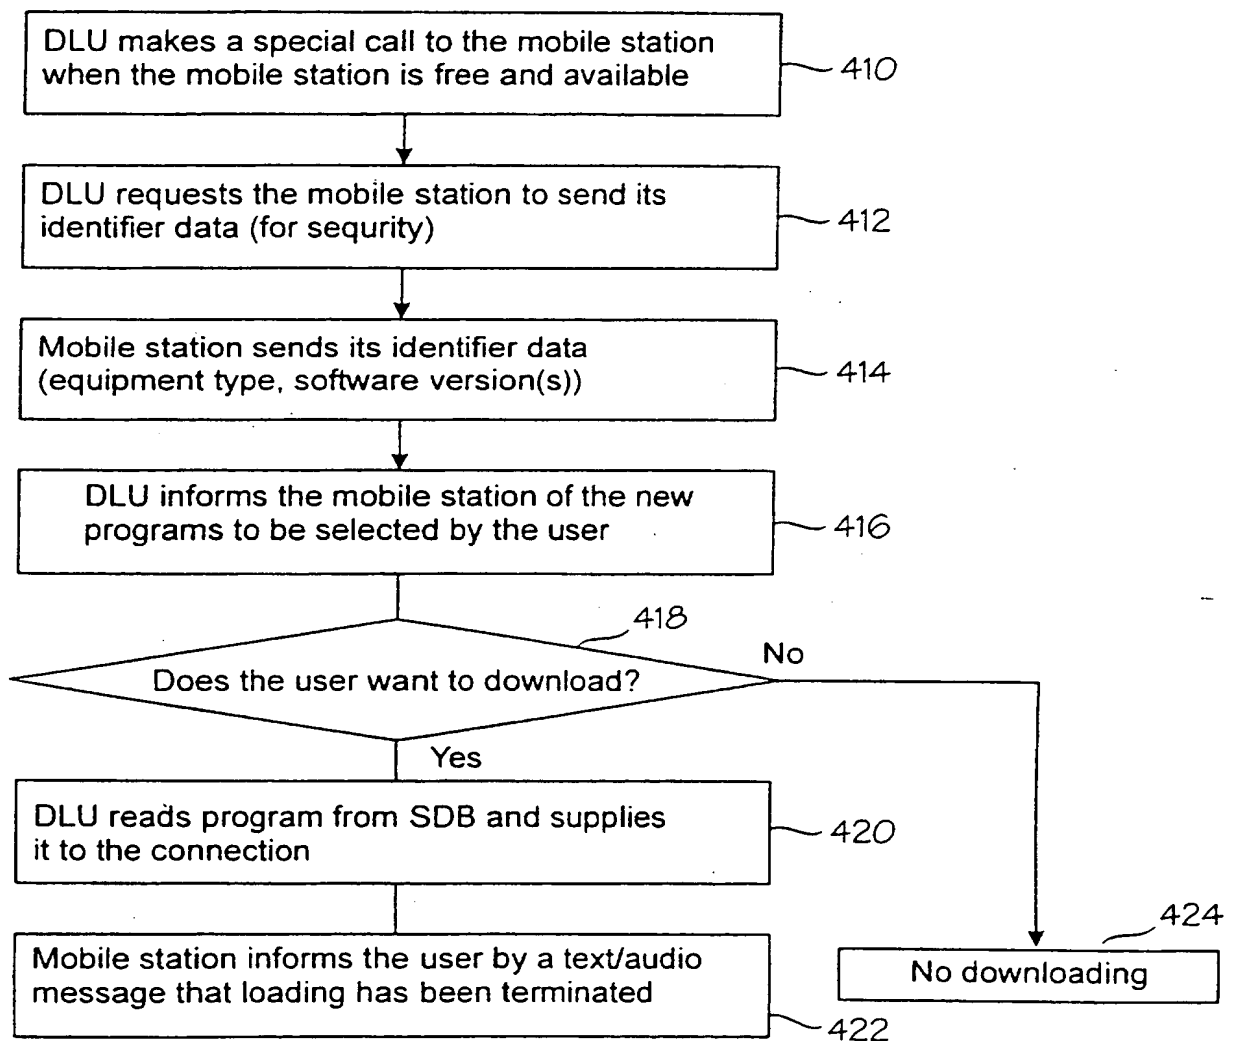 DLU makes a special call to the mobile station
when the mobile station is free and available
410
DLU requests the mobile station to send its
identifier data (for sequrity)
412
Mobile station sends its identifier data
(equipment type, software version(s))
414
DLU informs the mobile station of the new
programs to be selected by the user
416
418
Does the user want to download?
No
Yes
DLU reads program from SDB and supplies
it to the connection
420
Mobile station informs the user by a text/audio
message that loading has been terminated
422
424
No downloading